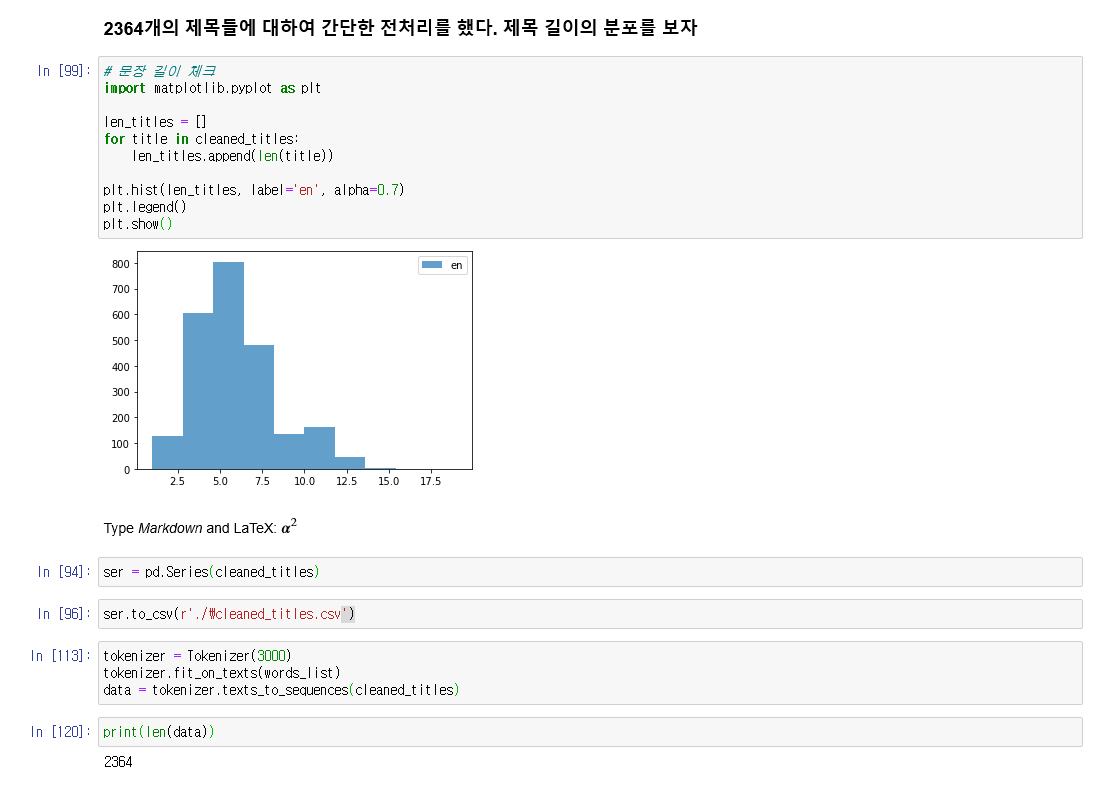 2364개의 제목들에 대하여 간단한 전처리를 했다. 제목 길이의 분포를 보자
In [99]:
# 문장 길이 체크
import matplotlib.pyplot as plt
len_titles = []
for title in cleaned_titles:
    len_titles.append(len(title))
plt.hist(len_titles, label='en', alpha=0.7)
plt.legend()
plt.show()
en
800
700
600
500
400
300
200
100
0
2.5 5.0 7.5 10.0 12.5 15.0 17.5
Type Markdown and LaTeX: α²
In [94]: ser = pd.Series(cleaned_titles)
In [96]: ser.to_csv(r'./₩cleaned_titles.csv')
In [113]: tokenizer = Tokenizer(3000)
tokenizer.fit_on_texts(words_list)
data = tokenizer.texts_to_sequences(cleaned_titles)
In [120]: print(len(data))
2364